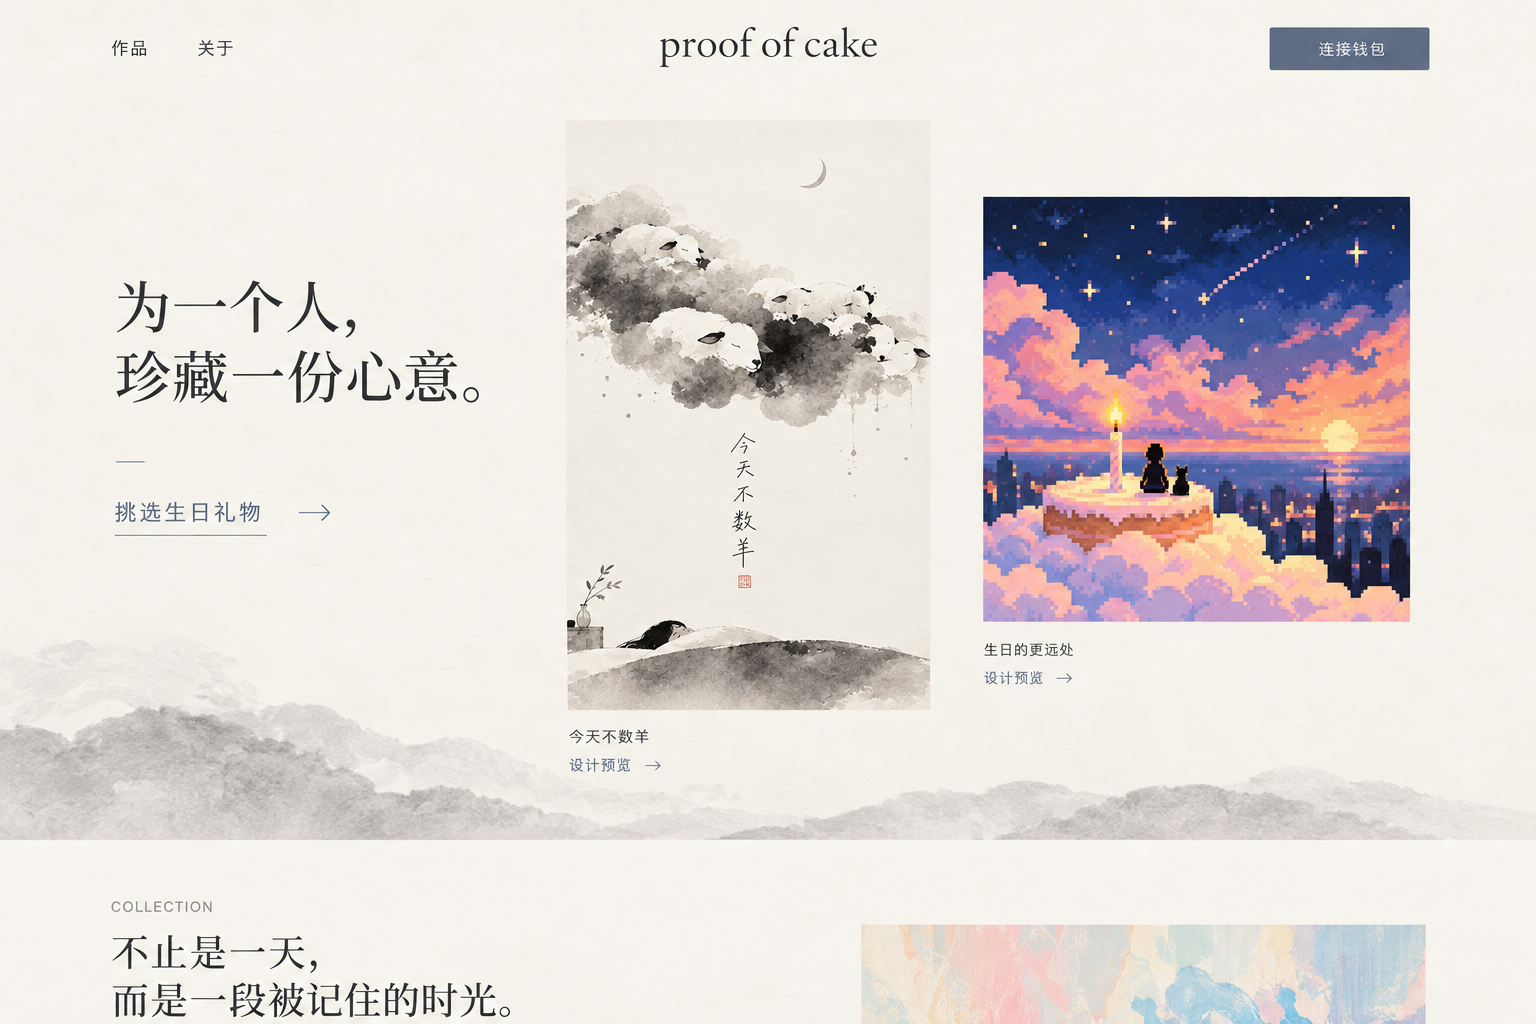 作品
关于
proof of cake
连接钱包
为一个人，
珍藏一份心意。
挑选生日礼物
今天不数羊
今天不数羊
设计预览
生日的更远处
设计预览
COLLECTION
不止是一天，
而是一段被记住的时光。